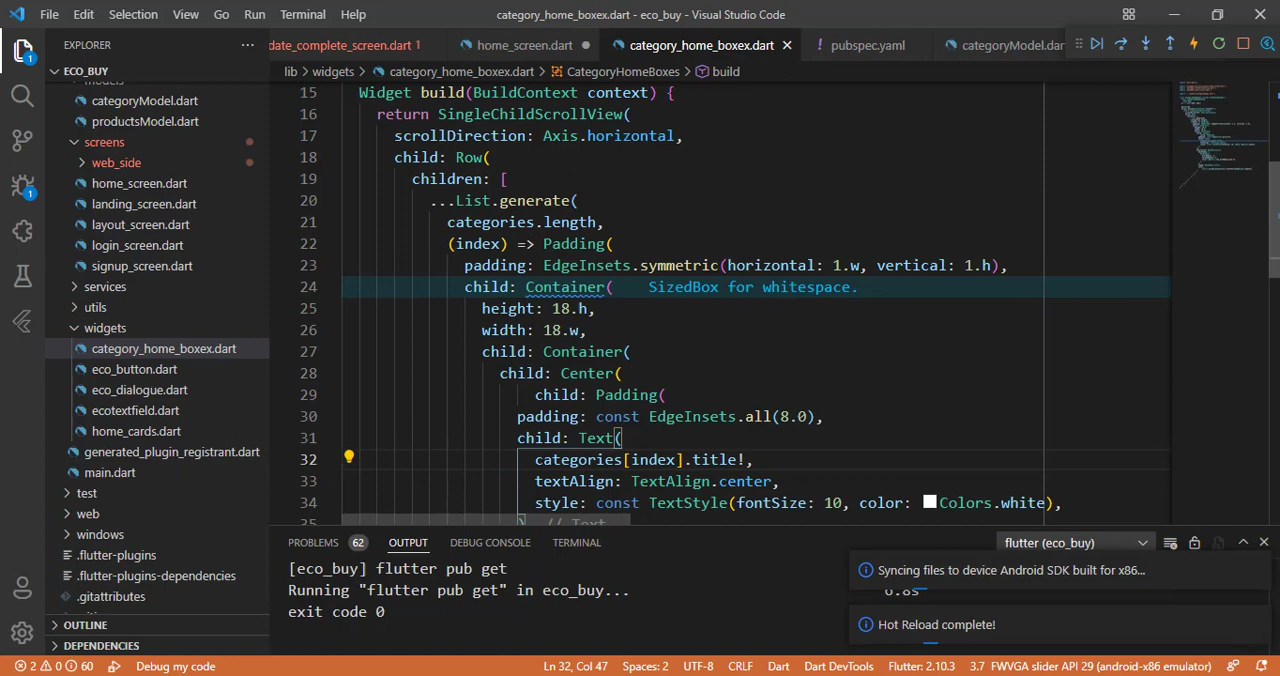 File Edit Selection View Go Run Terminal Help
category_home_boxex.dart - eco_buy - Visual Studio Code
EXPLORER
date_complete_screen.dart 1
home_screen.dart
category_home_boxex.dart
pubspec.yaml
categoryModel.dar
ECO_BUY
lib > widgets > category_home_boxex.dart > CategoryHomeBoxes > build
models
categoryModel.dart
productsModel.dart
screens
web_side
home_screen.dart
landing_screen.dart
layout_screen.dart
login_screen.dart
signup_screen.dart
services
utils
widgets
category_home_boxex.dart
eco_button.dart
eco_dialogue.dart
ecotextfield.dart
home_cards.dart
generated_plugin_registrant.dart
main.dart
test
web
windows
.flutter-plugins
.flutter-plugins-dependencies
.gitattributes
OUTLINE
DEPENDENCIES
1
1
15 Widget build(BuildContext context) {
16 return SingleChildScrollView(
17 scrollDirection: Axis.horizontal,
18 child: Row(
19 children: [
20 ...List.generate(
21 categories.length,
22 (index) => Padding(
23 padding: EdgeInsets.symmetric(horizontal: 1.w, vertical: 1.h),
24 child: Container( SizedBox for whitespace.
25 height: 18.h,
26 width: 18.w,
27 child: Container(
28 child: Center(
29 child: Padding(
30 padding: const EdgeInsets.all(8.0),
31 child: Text(
32 categories[index].title!,
33 textAlign: TextAlign.center,
34 style: const TextStyle(fontSize: 10, color: Colors.white),
35 ) // Text
PROBLEMS 62 OUTPUT DEBUG CONSOLE TERMINAL
flutter (eco_buy)
[eco_buy] flutter pub get
Running "flutter pub get" in eco_buy...
6.8s
exit code 0
Syncing files to device Android SDK built for x86...
Hot Reload complete!
2 0 60 Debug my code
Ln 32, Col 47 Spaces: 2 UTF-8 CRLF Dart Dart DevTools Flutter: 2.10.3 3.7 FWVGA slider API 29 (android-x86 emulator)